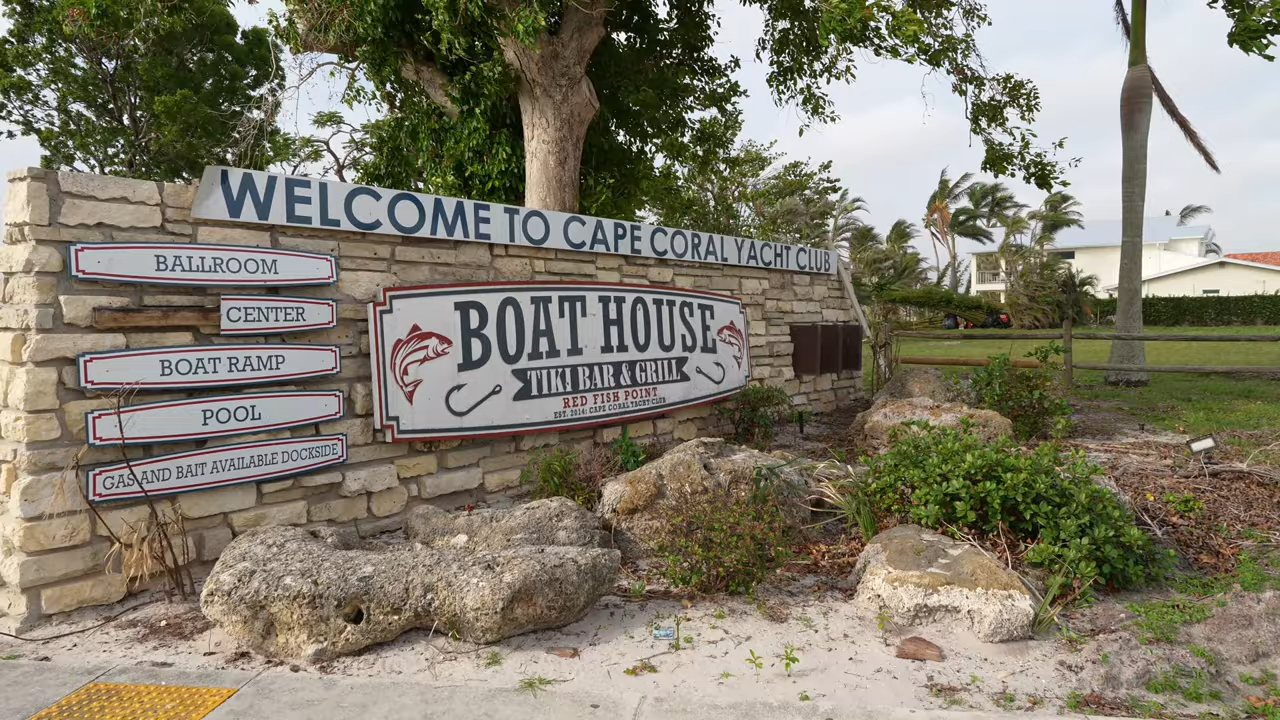 WELCOME TO CAPE CORAL YACHT CLUB
BALLROOM
CENTER
BOAT RAMP
POOL
GAS AND BAIT AVAILABLE DOCKSIDE
BOAT HOUSE
TIKI BAR & GRILL
RED FISH POINT
EST. 2014: CAPE CORAL YACHT CLUB